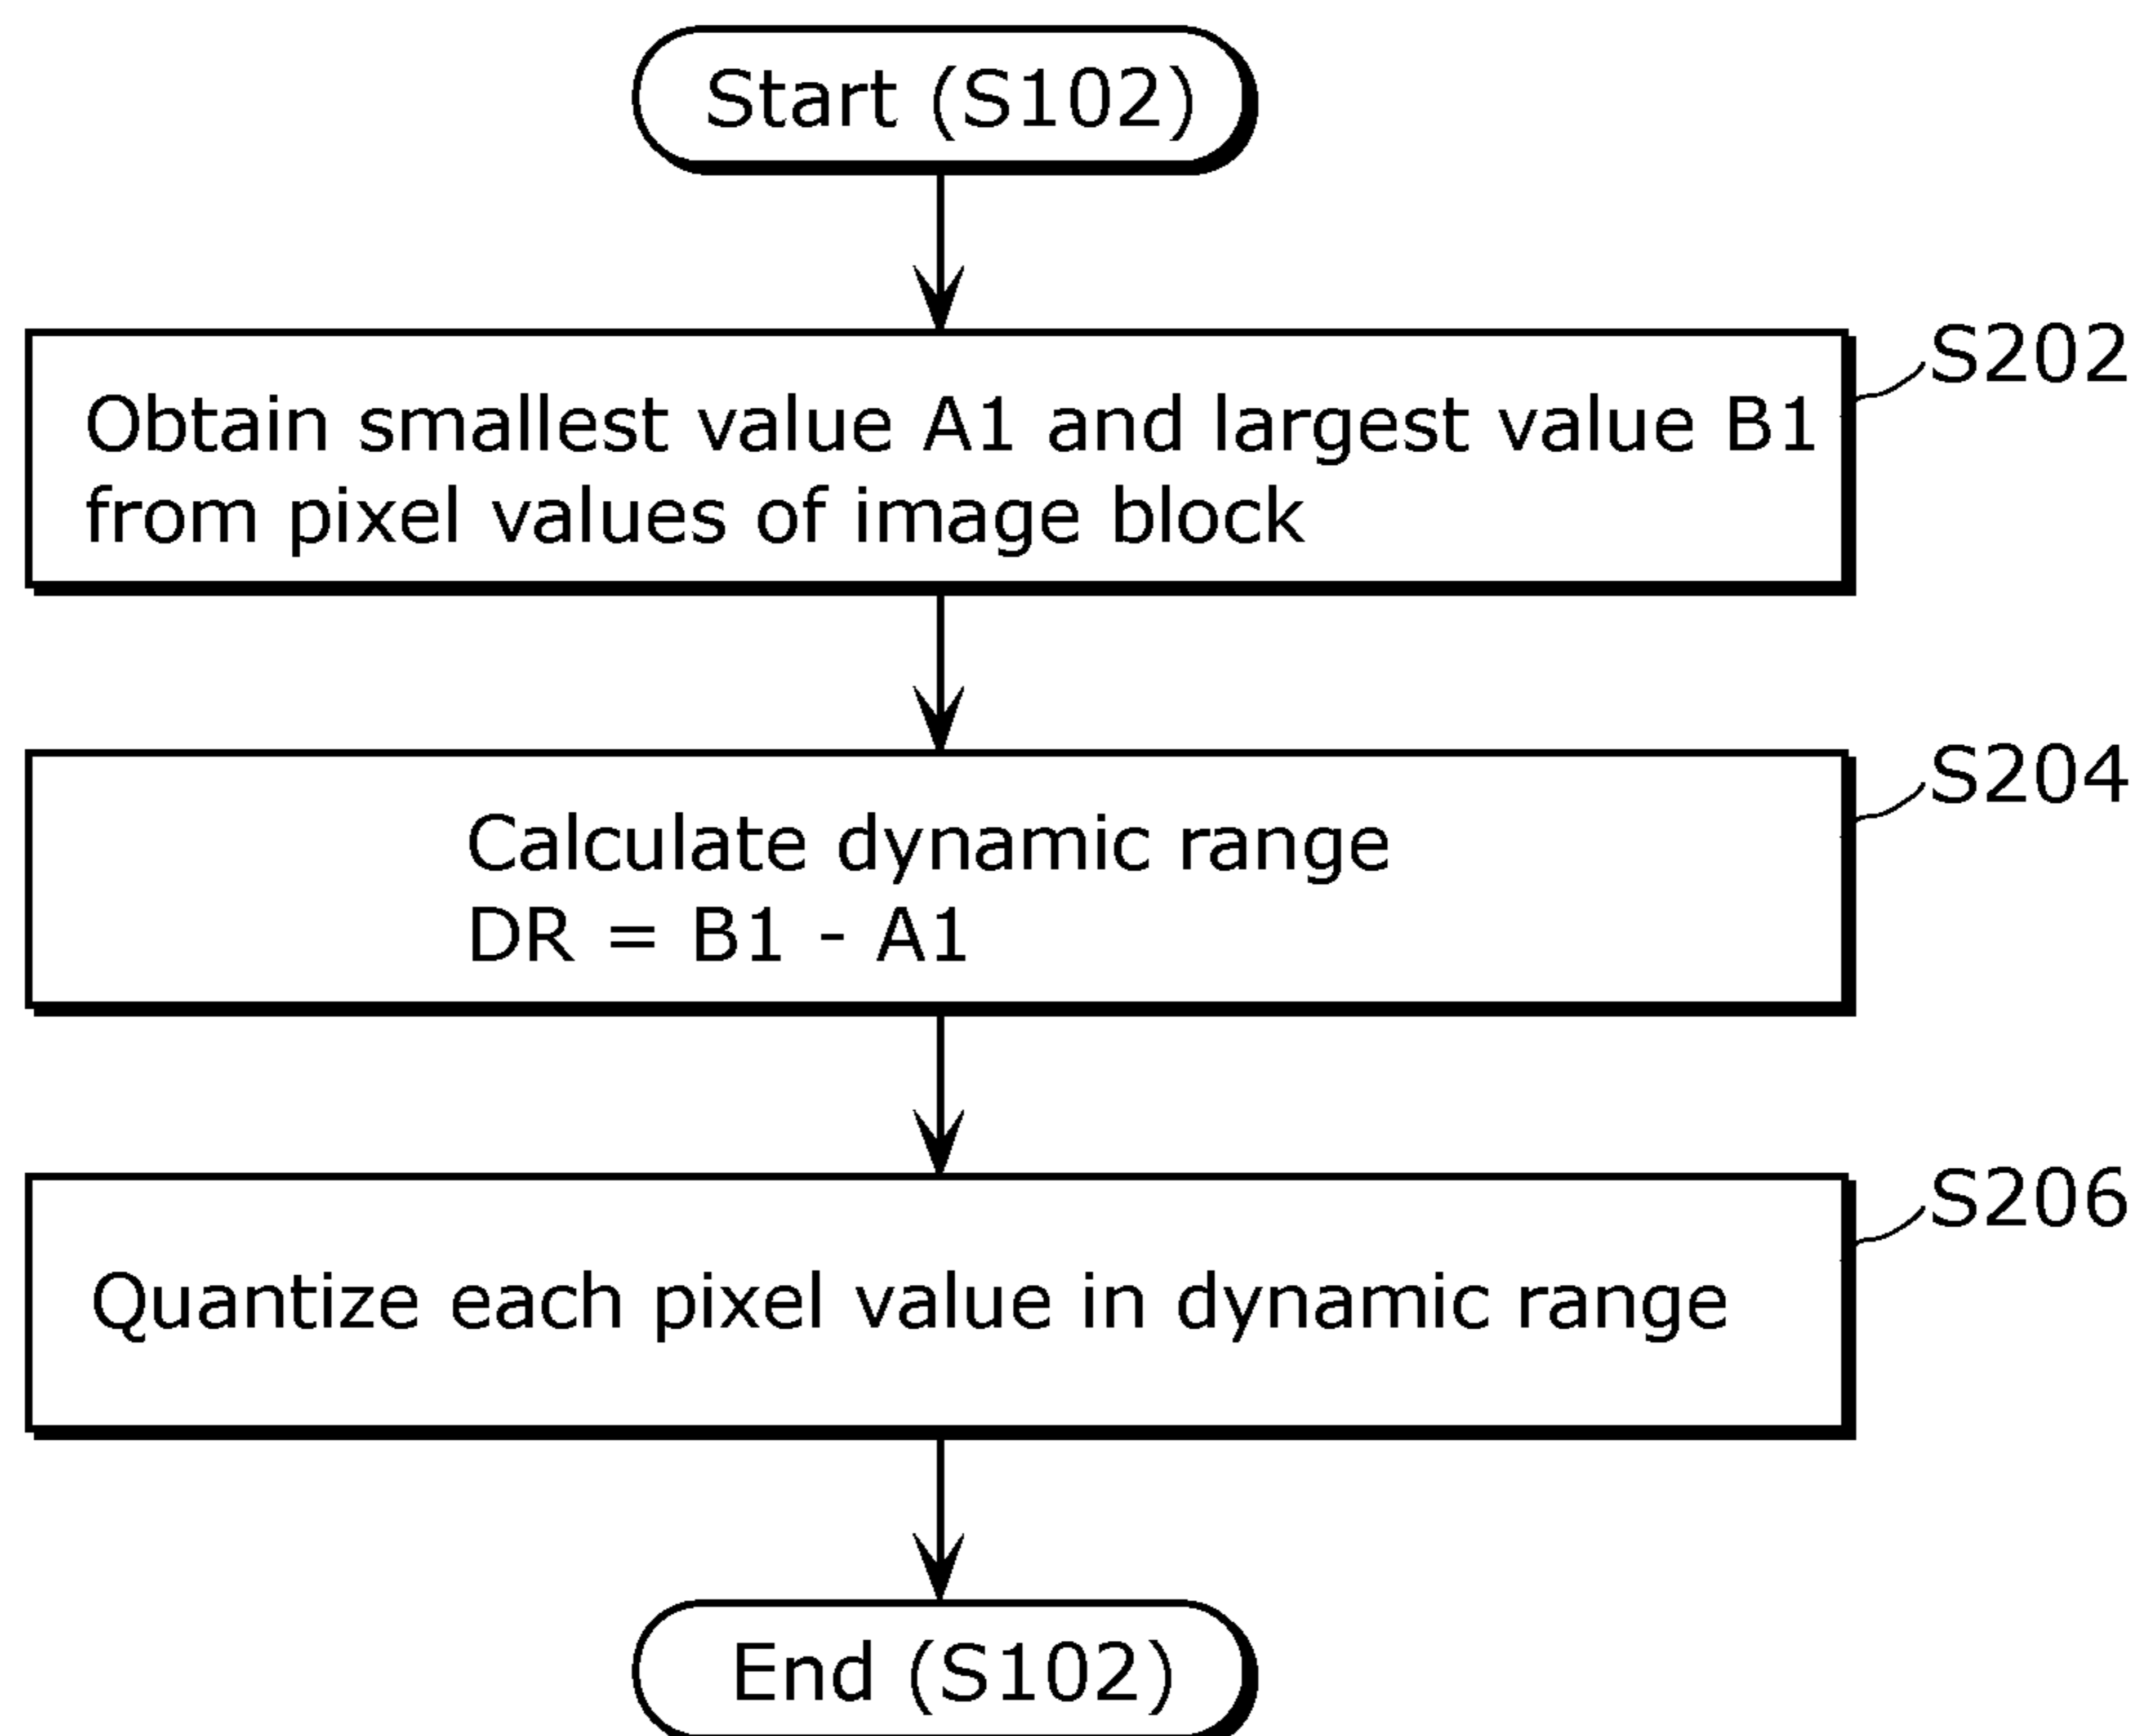 Start (S102)
S202
Obtain smallest value A1 and largest value B1
from pixel values of image block
S204
Calculate dynamic range
DR = B1 - A1
S206
Quantize each pixel value in dynamic range
End (S102)